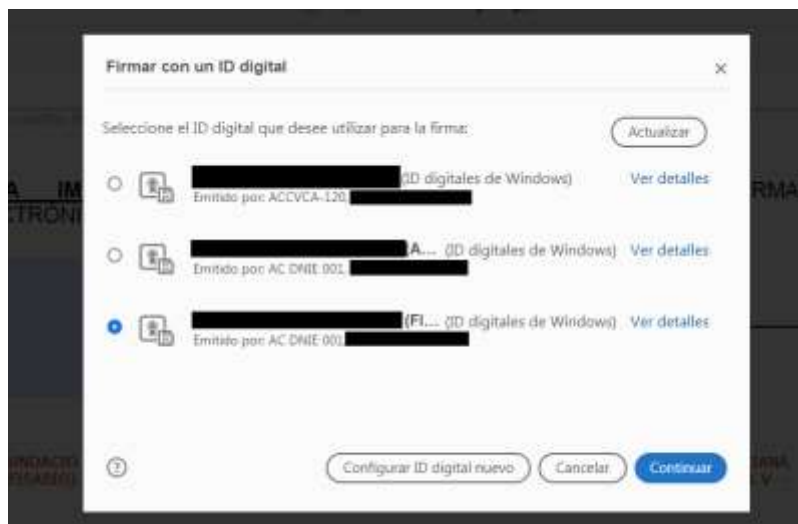 Firmar con un ID digital
Seleccione el ID digital que desee utilizar para la firma:
Actualizar
(ID digitales de Windows) Ver detalles
Emitido por: ACCVCA-120,
(A... (ID digitales de Windows) Ver detalles
Emitido por: AC DNIE 001,
(FI... (ID digitales de Windows) Ver detalles
Emitido por: AC DNIE 001,
Configurar ID digital nuevo Cancelar Continuar